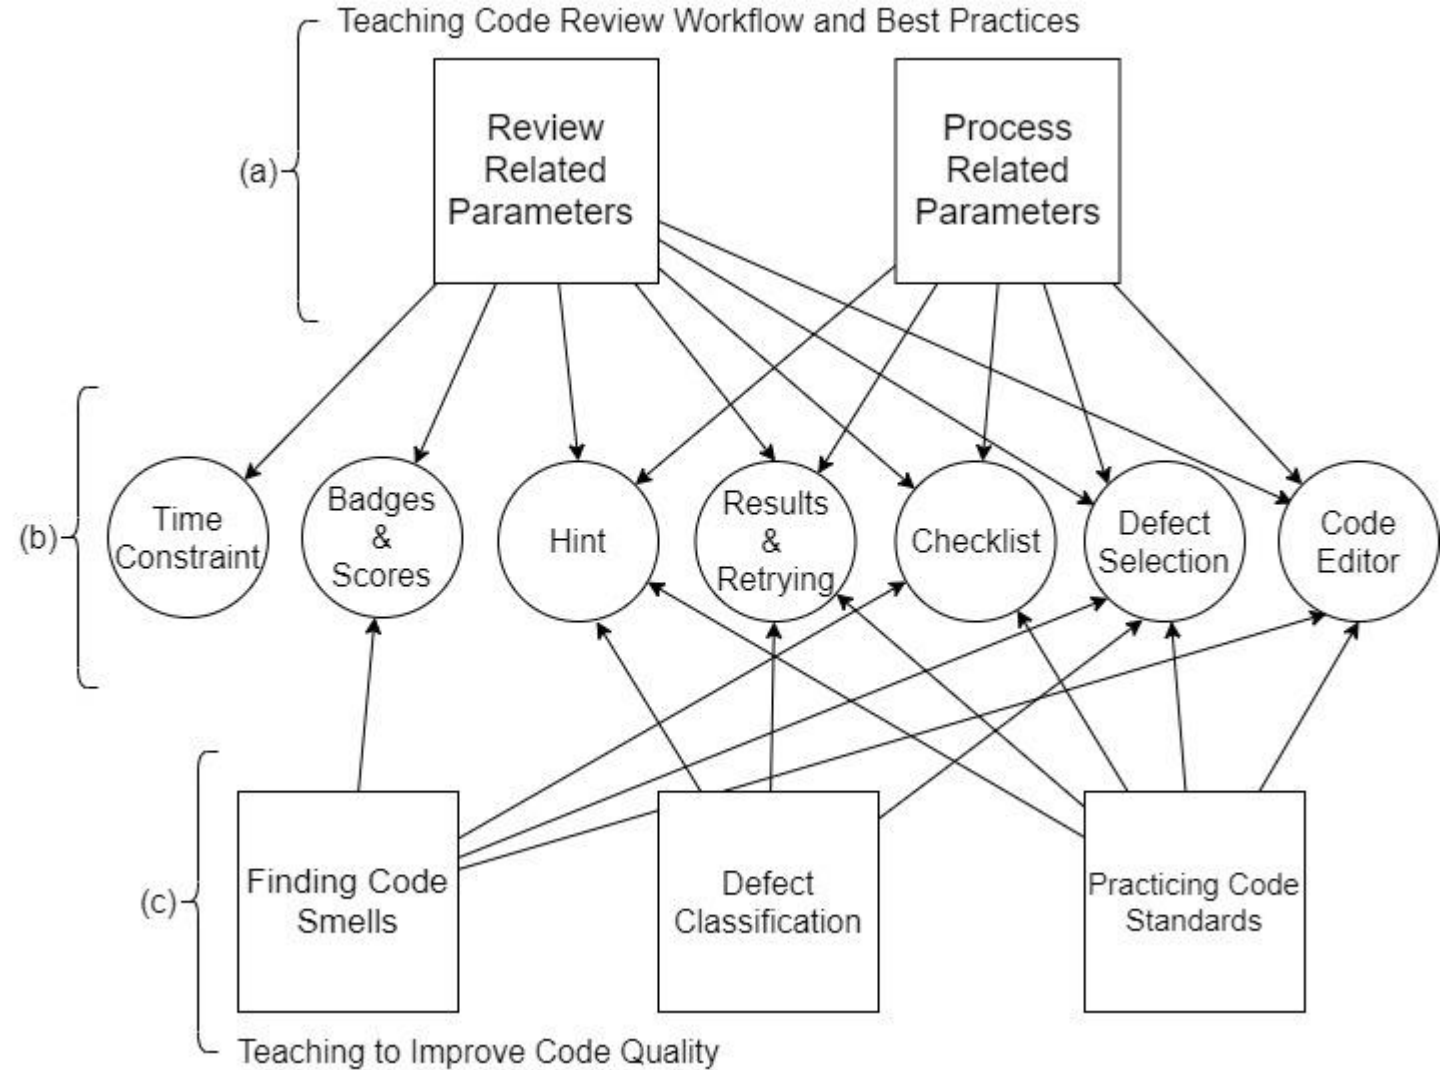 Teaching Code Review Workflow and Best Practices
(a)
Review
Related
Parameters
Process
Related
Parameters
(b)
Time
Constraint
Badges
&
Scores
Hint
Results
&
Retrying
Checklist
Defect
Selection
Code
Editor
(c)
Finding Code
Smells
Defect
Classification
Practicing Code
Standards
Teaching to Improve Code Quality